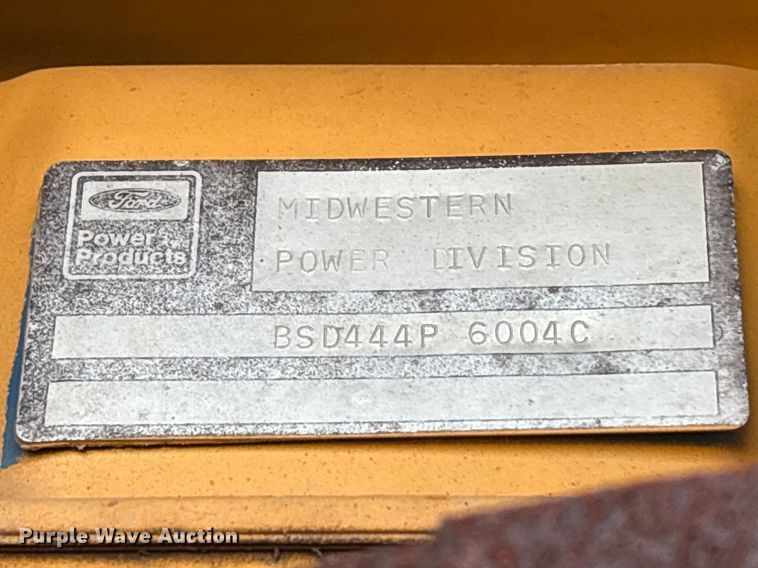 Ford
Power
Products
MIDWESTERN
POWER DIVISION
BSD444P 6004C
Purple Wave Auction